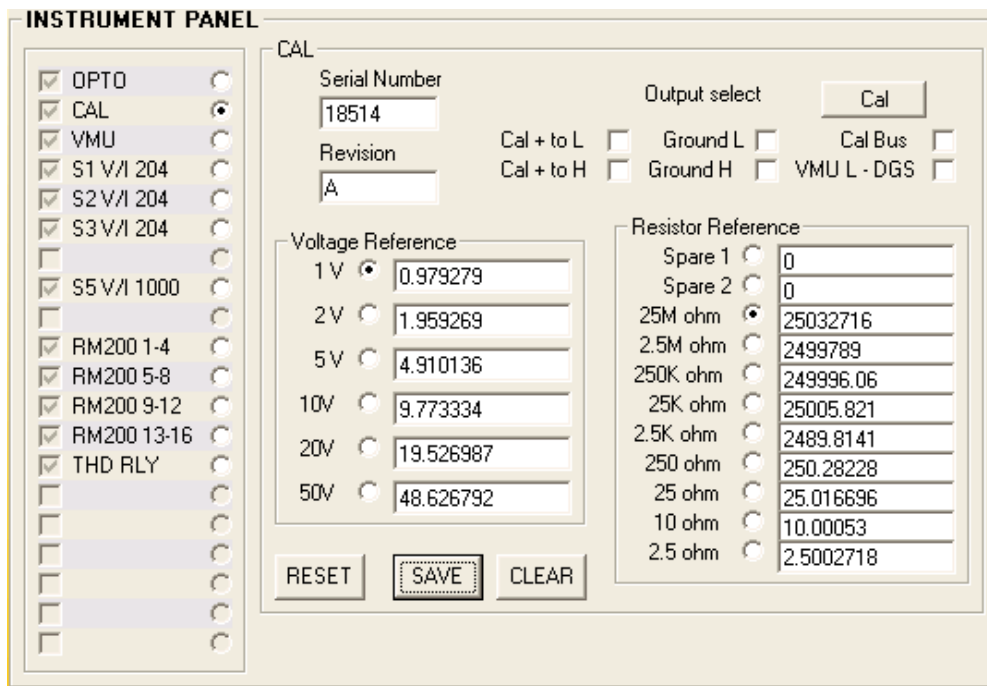 INSTRUMENT PANEL
OPTO
CAL
VMU
S1 V/I 204
S2 V/I 204
S3 V/I 204
S5 V/I 1000
RM200 1-4
RM200 5-8
RM200 9-12
RM200 13-16
THD RLY
CAL
Serial Number
18514
Revision
A
Output select
Cal
Cal + to L
Ground L
Cal Bus
Cal + to H
Ground H
VMU L - DGS
Voltage Reference
1 V 0.979279
2 V 1.959269
5 V 4.910136
10V 9.773334
20V 19.526987
50V 48.626792
RESET
SAVE
CLEAR
Resistor Reference
Spare 1 0
Spare 2 0
25M ohm 25032716
2.5M ohm 2499789
250K ohm 249996.06
25K ohm 25005.821
2.5K ohm 2489.8141
250 ohm 250.28228
25 ohm 25.016696
10 ohm 10.00053
2.5 ohm 2.5002718